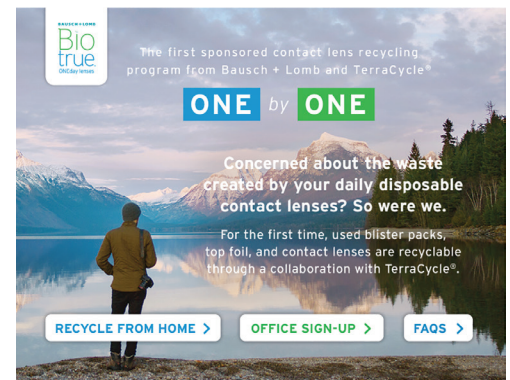 BAUSCH + LOMB
Bio
true
ONEday lenses
The first sponsored contact lens recycling
program from Bausch + Lomb and TerraCycle®
ONE by ONE
Concerned about the waste
created by your daily disposable
contact lenses? So were we.
For the first time, used blister packs,
top foil, and contact lenses are recyclable
through a collaboration with TerraCycle®.
RECYCLE FROM HOME >
OFFICE SIGN-UP >
FAQS >